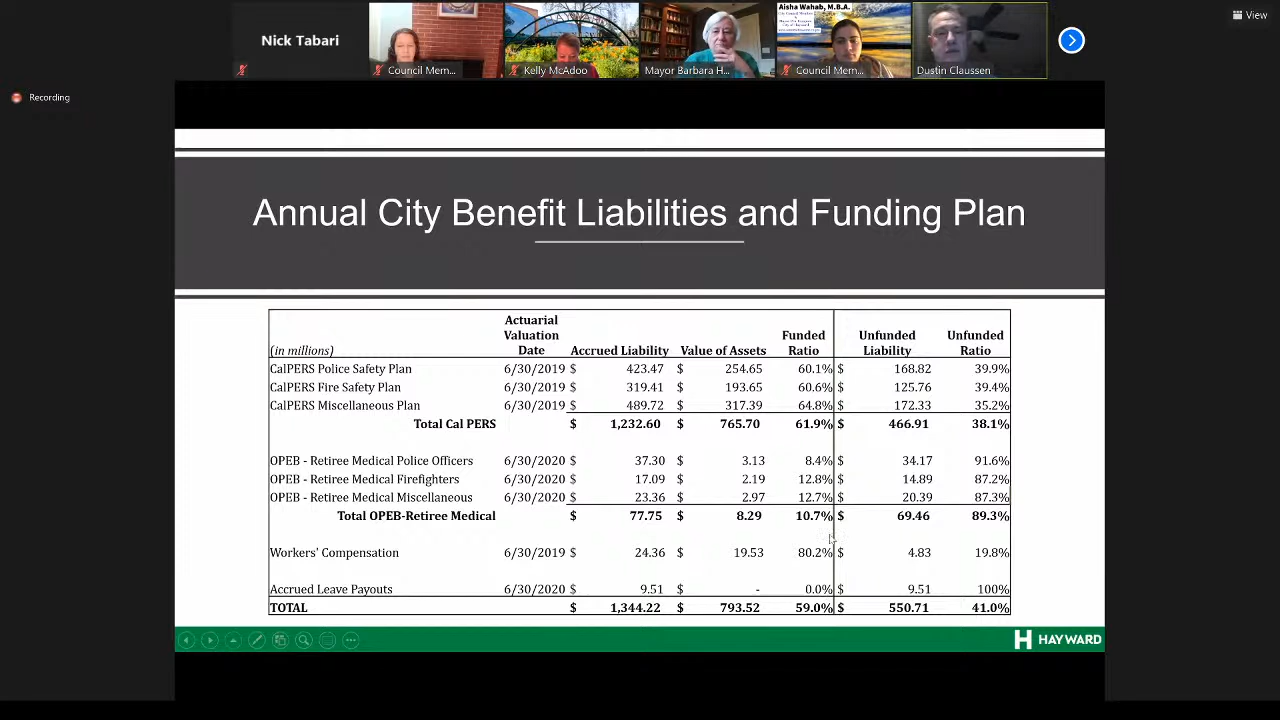 View
Aisha Wahab, M.B.A.
Nick Tabari
Council Mem...
Kelly McAdoo
Mayor Barbara H...
Council Mem...
Dustin Claussen
Recording
Annual City Benefit Liabilities and Funding Plan
(in millions) Actuarial Valuation Date Accrued Liability Value of Assets Funded Ratio Unfunded Liability Unfunded Ratio
CalPERS Police Safety Plan 6/30/2019 $ 423.47 $ 254.65 60.1% $ 168.82 39.9%
CalPERS Fire Safety Plan 6/30/2019 $ 319.41 $ 193.65 60.6% $ 125.76 39.4%
CalPERS Miscellaneous Plan 6/30/2019 $ 489.72 $ 317.39 64.8% $ 172.33 35.2%
Total Cal PERS $ 1,232.60 $ 765.70 61.9% $ 466.91 38.1%
OPEB - Retiree Medical Police Officers 6/30/2020 $ 37.30 $ 3.13 8.4% $ 34.17 91.6%
OPEB - Retiree Medical Firefighters 6/30/2020 $ 17.09 $ 2.19 12.8% $ 14.89 87.2%
OPEB - Retiree Medical Miscellaneous 6/30/2020 $ 23.36 $ 2.97 12.7% $ 20.39 87.3%
Total OPEB-Retiree Medical $ 77.75 $ 8.29 10.7% $ 69.46 89.3%
Workers' Compensation 6/30/2019 $ 24.36 $ 19.53 80.2% $ 4.83 19.8%
Accrued Leave Payouts 6/30/2020 $ 9.51 $ - 0.0% $ 9.51 100%
TOTAL $ 1,344.22 $ 793.52 59.0% $ 550.71 41.0%
H HAYWARD